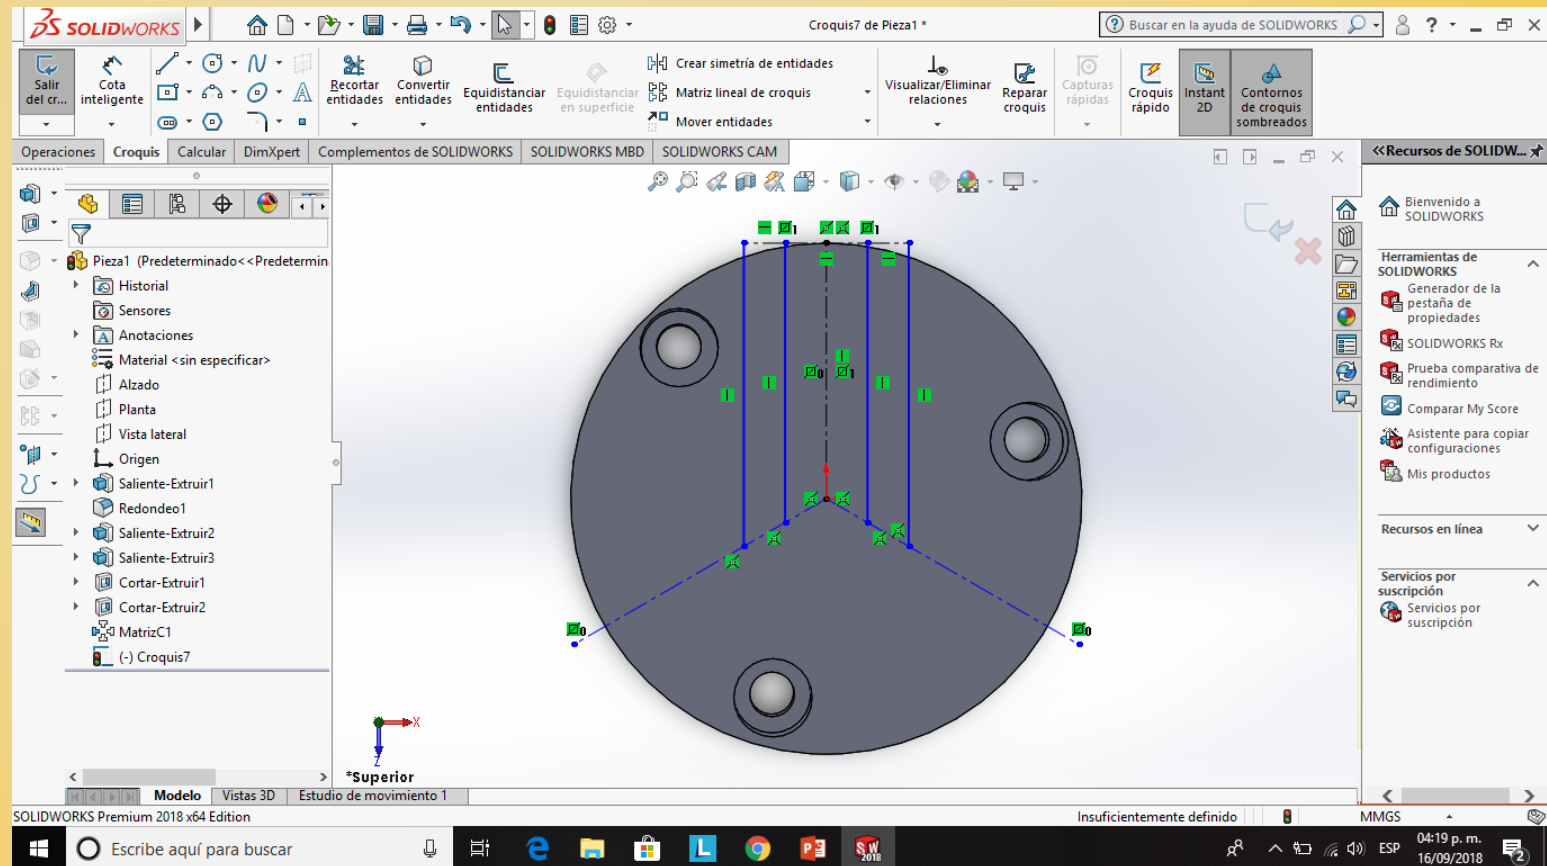 SOLIDWORKS
Croquis7 de Pieza1 *
Buscar en la ayuda de SOLIDWORKS
Salir del cr...
Cota inteligente
Recortar entidades
Convertir entidades
Equidistanciar entidades
Equidistanciar en superficie
Crear simetría de entidades
Matriz lineal de croquis
Mover entidades
Visualizar/Eliminar relaciones
Reparar croquis
Capturas rápidas
Croquis rápido
Instant 2D
Contornos de croquis sombreados
Operaciones
Croquis
Calcular
DimXpert
Complementos de SOLIDWORKS
SOLIDWORKS MBD
SOLIDWORKS CAM
Pieza1 (Predeterminado<<Predetermin
Historial
Sensores
Anotaciones
Material <sin especificar>
Alzado
Planta
Vista lateral
Origen
Saliente-Extruir1
Redondeo1
Saliente-Extruir2
Saliente-Extruir3
Cortar-Extruir1
Cortar-Extruir2
MatrizC1
(-) Croquis7
1
1
0
1
0
0
X
Z
*Superior
Recursos de SOLIDW...
Bienvenido a
SOLIDWORKS
Herramientas de
SOLIDWORKS
Generador de la
pestaña de
propiedades
SOLIDWORKS Rx
Prueba comparativa de
rendimiento
Comparar My Score
Asistente para copiar
configuraciones
Mis productos
Recursos en línea
Servicios por
suscripción
Servicios por
suscripción
Modelo
Vistas 3D
Estudio de movimiento 1
SOLIDWORKS Premium 2018 x64 Edition
Insuficientemente definido
MMGS
Escribe aquí para buscar
ESP
04:19 p. m.
16/09/2018